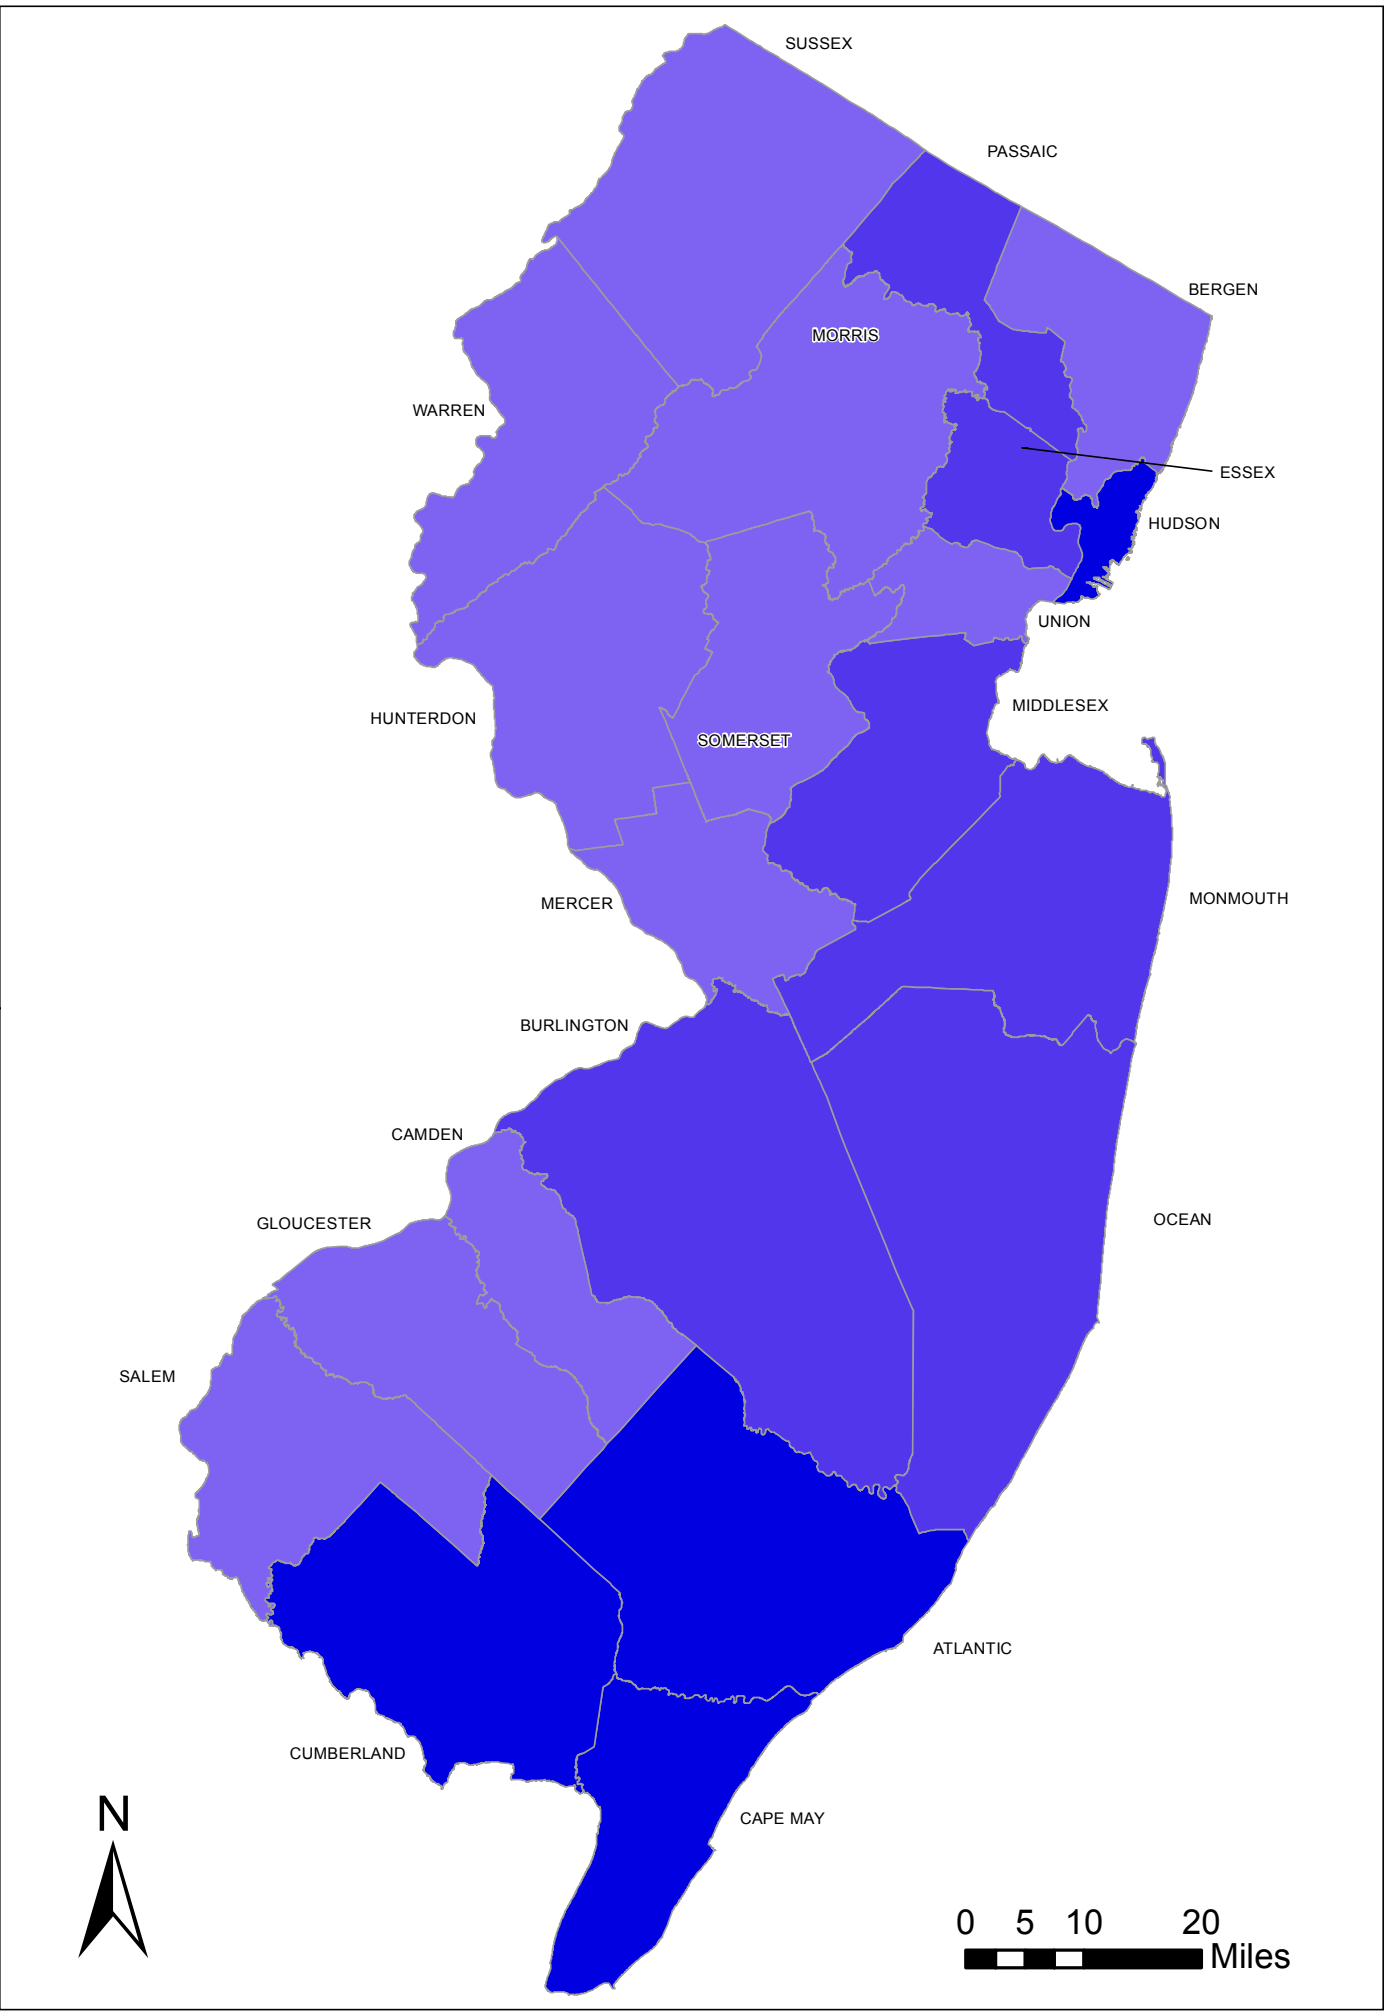 SUSSEX
PASSAIC
BERGEN
MORRIS
WARREN
ESSEX
HUDSON
UNION
MIDDLESEX
HUNTERDON
SOMERSET
MONMOUTH
MERCER
BURLINGTON
CAMDEN
OCEAN
GLOUCESTER
SALEM
ATLANTIC
CUMBERLAND
CAPE MAY
N
0 5 10 20
Miles